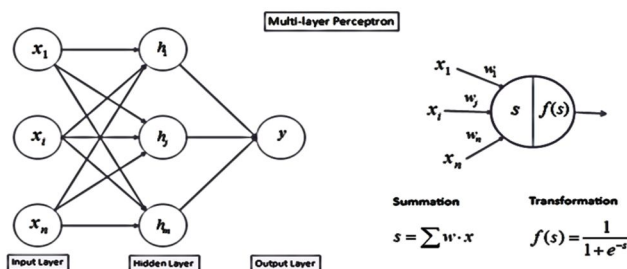 Multi-layer Perceptron
x₁
xᵢ
xₙ
h₁
hⱼ
hₘ
y
Input Layer
Hidden Layer
Output Layer
x₁
xᵢ
xₙ
w₁
wⱼ
wₙ
s
f(s)
Summation
s = ∑ w · x
Transformation
f(s) = 1 / (1 + e⁻ˢ)